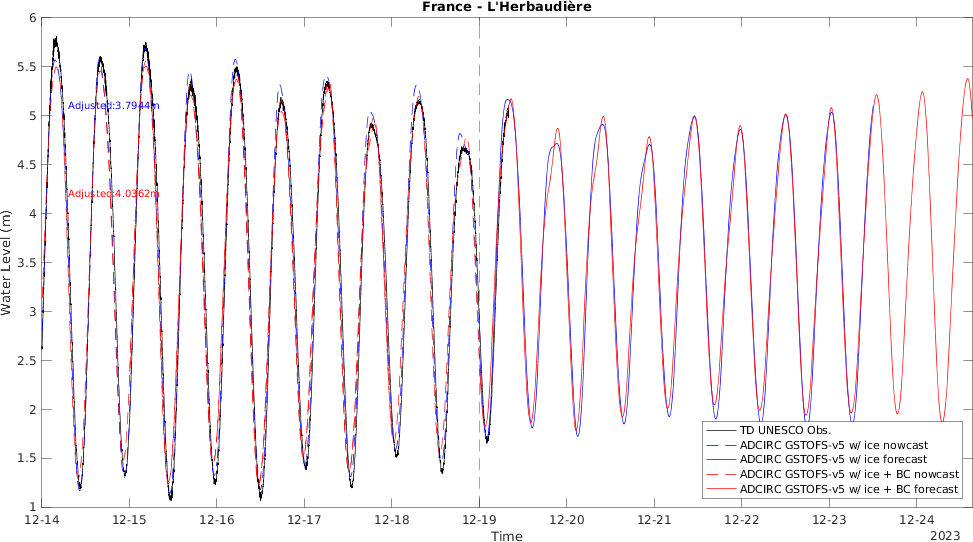 France - L'Herbaudière
6
5.5
5
4.5
4
3.5
3
2.5
2
1.5
1
Water Level (m)
Adjusted:3.7944m
Adjusted:4.0362m
TD UNESCO Obs.
ADCIRC GSTOFS-v5 w/ ice nowcast
ADCIRC GSTOFS-v5 w/ ice forecast
ADCIRC GSTOFS-v5 w/ ice + BC nowcast
ADCIRC GSTOFS-v5 w/ ice + BC forecast
12-14 12-15 12-16 12-17 12-18 12-19 12-20 12-21 12-22 12-23 12-24
Time
2023